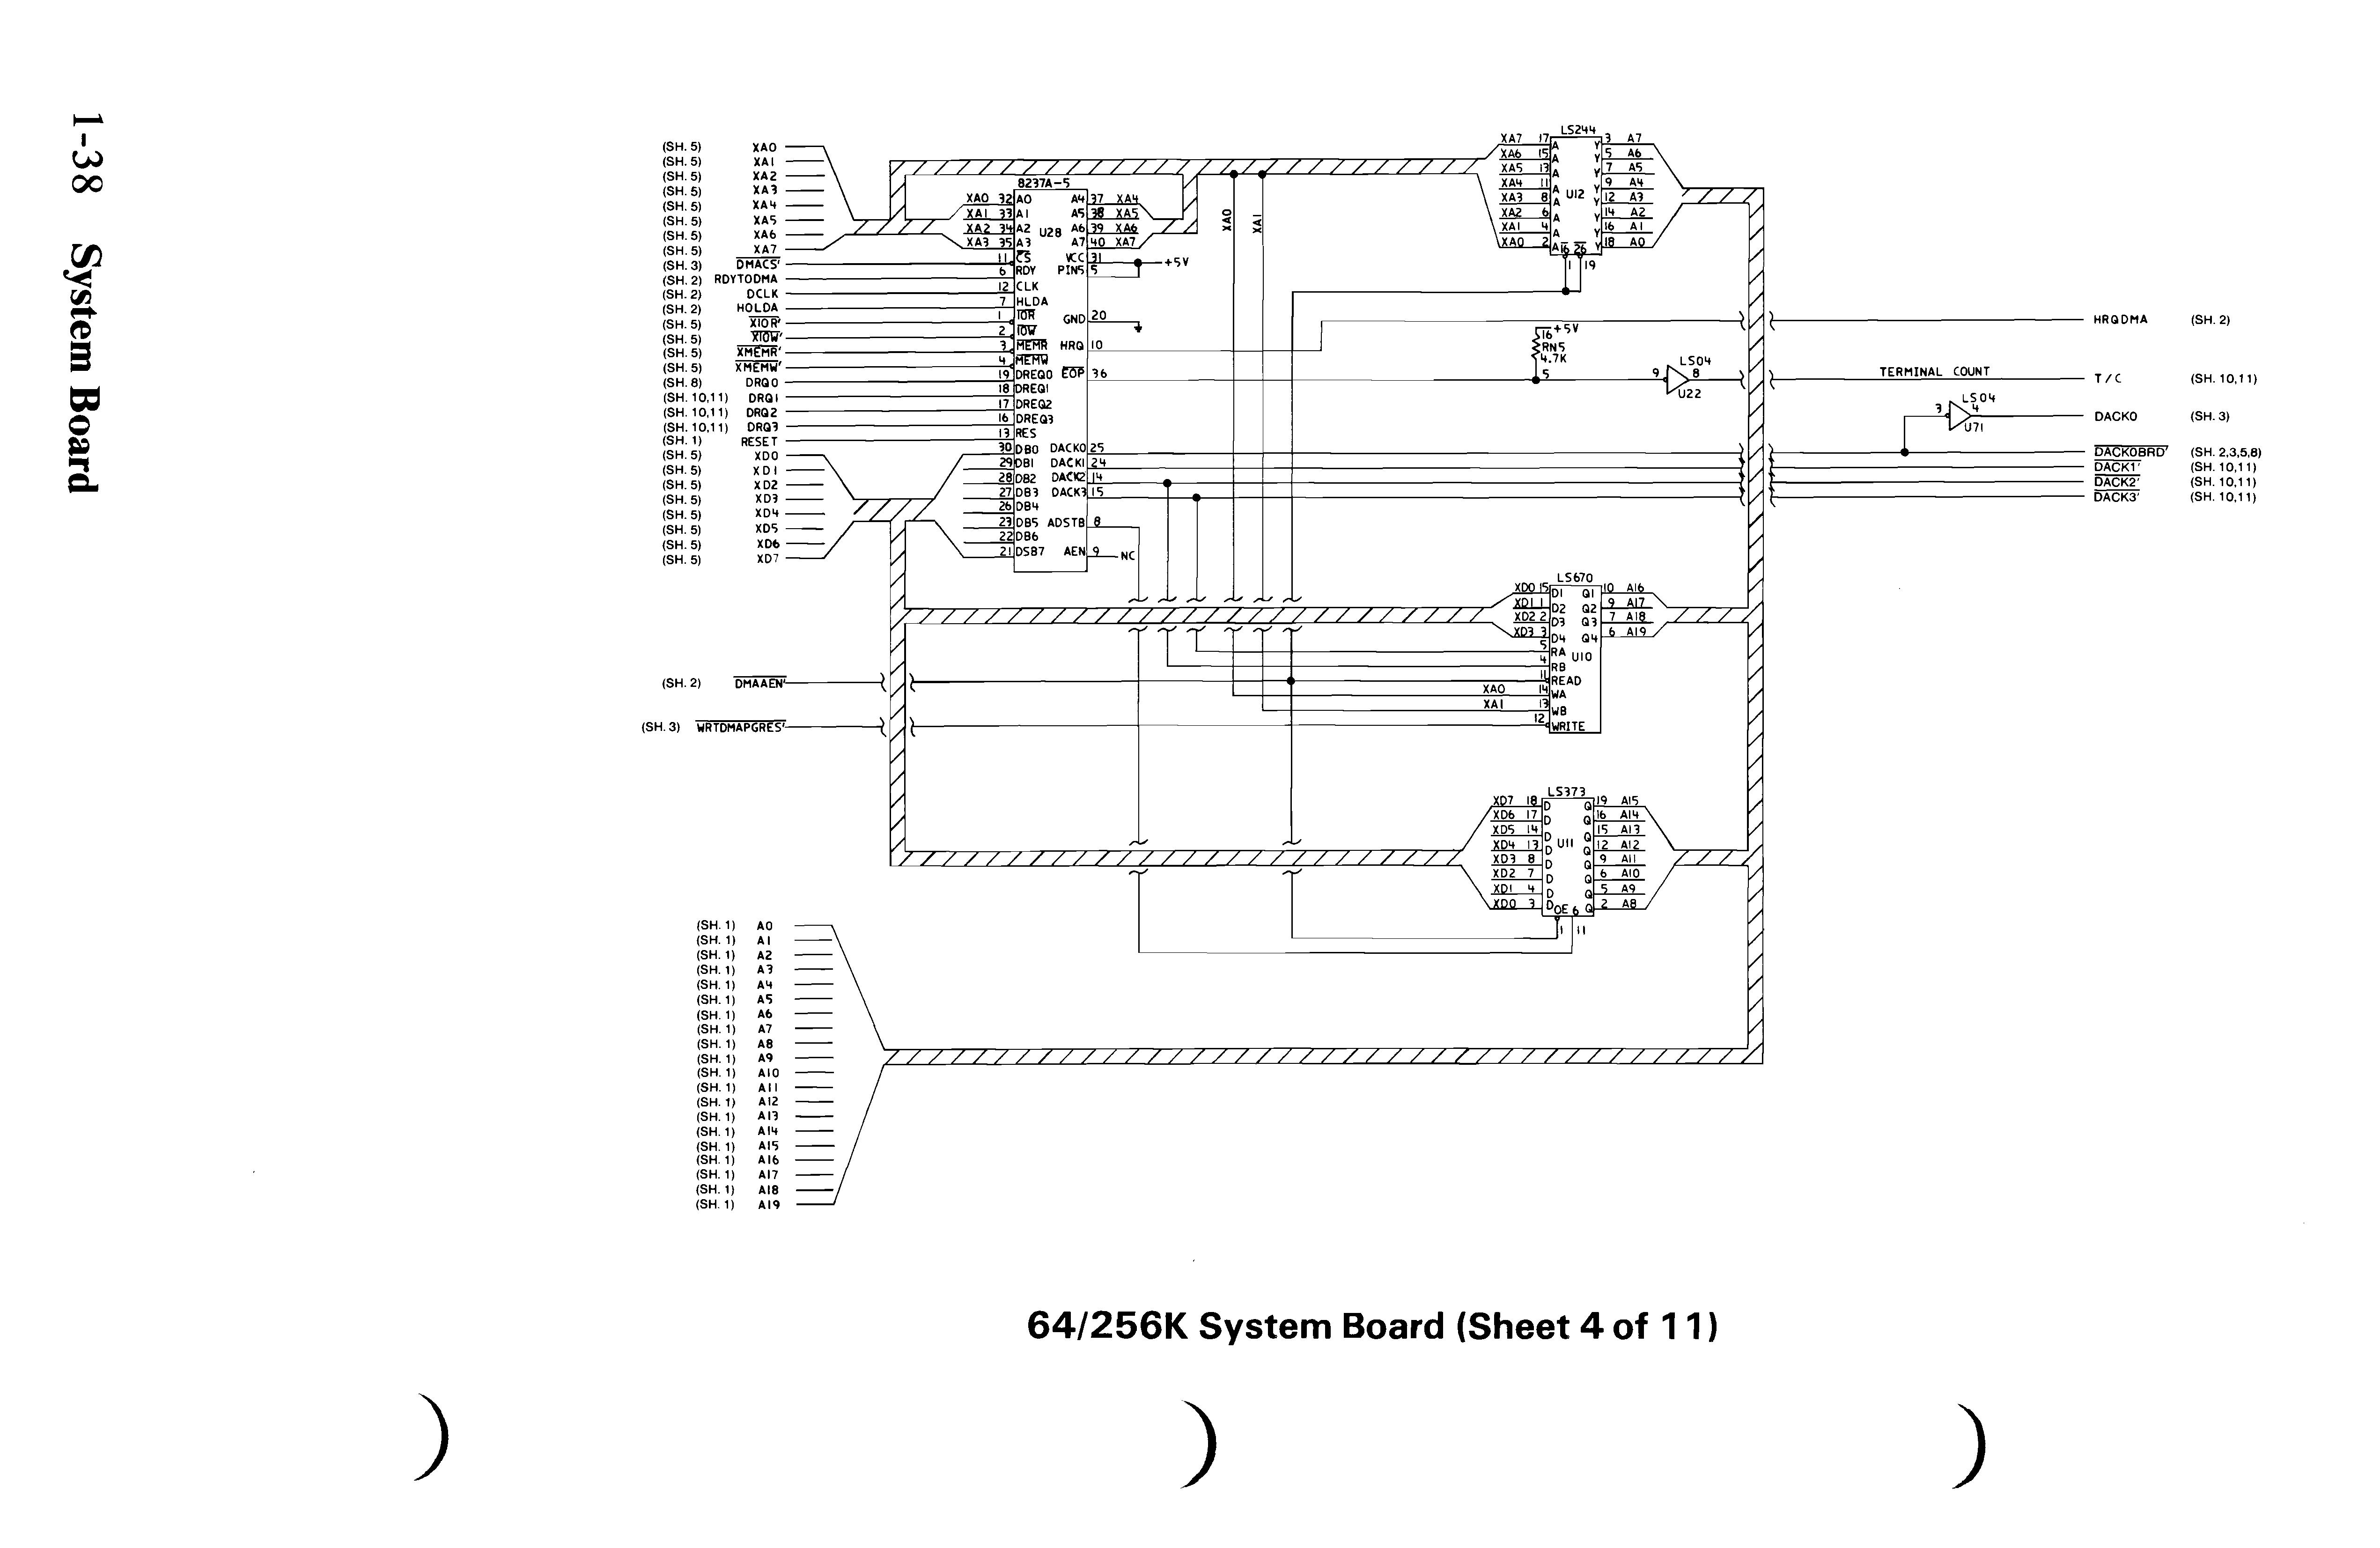 1-38 System Board
(SH. 5) XA0
(SH. 5) XA1
(SH. 5) XA2
(SH. 5) XA3
(SH. 5) XA4
(SH. 5) XA5
(SH. 5) XA6
(SH. 5) XA7
(SH. 3) DMACS'
(SH. 2) RDYTODMA
(SH. 2) DCLK
(SH. 2) HOLDA
(SH. 5) XIOR'
(SH. 5) XIOW'
(SH. 5) XMEMR'
(SH. 5) XMEMW'
(SH. 8) DRQ0
(SH. 10,11) DRQ1
(SH. 10,11) DRQ2
(SH. 10,11) DRQ3
(SH. 1) RESET
(SH. 5) XD0
(SH. 5) XD1
(SH. 5) XD2
(SH. 5) XD3
(SH. 5) XD4
(SH. 5) XD5
(SH. 5) XD6
(SH. 5) XD7
(SH. 2) DMAAEN'
(SH. 3) WRTDMAPGRES'
(SH. 1) A0
(SH. 1) A1
(SH. 1) A2
(SH. 1) A3
(SH. 1) A4
(SH. 1) A5
(SH. 1) A6
(SH. 1) A7
(SH. 1) A8
(SH. 1) A9
(SH. 1) A10
(SH. 1) A11
(SH. 1) A12
(SH. 1) A13
(SH. 1) A14
(SH. 1) A15
(SH. 1) A16
(SH. 1) A17
(SH. 1) A18
(SH. 1) A19
8237A-5
U28
XA0 32 A0 A4 37 XA4
XA1 33 A1 A5 38 XA5
XA2 34 A2 A6 39 XA6
XA3 35 A3 A7 40 XA7
11 CS VCC 31 +5V
6 RDY PIN5 5
12 CLK
7 HLDA
1 IOR GND 20
2 IOW
3 MEMR HRQ 10
4 MEMW
19 DREQ0 EOP 36
18 DREQ1
17 DREQ2
16 DREQ3
13 RES
30 DB0 DACK0 25
29 DB1 DACK1 24
28 DB2 DACK2 14
27 DB3 DACK3 15
26 DB4
23 DB5 ADSTB 8
22 DB6
21 DSB7 AEN 9 NC
XA0
XA1
LS244
U12
XA7 17 A Y 3 A7
XA6 15 A Y 5 A6
XA5 13 A Y 7 A5
XA4 11 A Y 9 A4
XA3 8 A Y 12 A3
XA2 6 A Y 14 A2
XA1 4 A Y 16 A1
XA0 2 A 1G 2G Y 18 A0
1 19
+5V
16
RN5
4.7K
5
LS04
9 8
U22
TERMINAL COUNT
LS04
3 4
U71
HRQDMA (SH. 2)
T/C (SH. 10,11)
DACK0 (SH. 3)
DACK0BRD' (SH. 2,3,5,8)
DACK1' (SH. 10,11)
DACK2' (SH. 10,11)
DACK3' (SH. 10,11)
LS670
XD0 15 D1 Q1 10 A16
XD1 1 D2 Q2 9 A17
XD2 2 D3 Q3 7 A18
XD3 3 D4 Q4 6 A19
5 RA
4 RB
U10
11 READ
XA0 14 WA
XA1 13 WB
12 WRITE
LS373
U11
XD7 18 D Q 19 A15
XD6 17 D Q 16 A14
XD5 14 D Q 15 A13
XD4 13 D Q 12 A12
XD3 8 D Q 9 A11
XD2 7 D Q 6 A10
XD1 4 D Q 5 A9
XD0 3 D OE G Q 2 A8
1 11
64/256K System Board (Sheet 4 of 11)